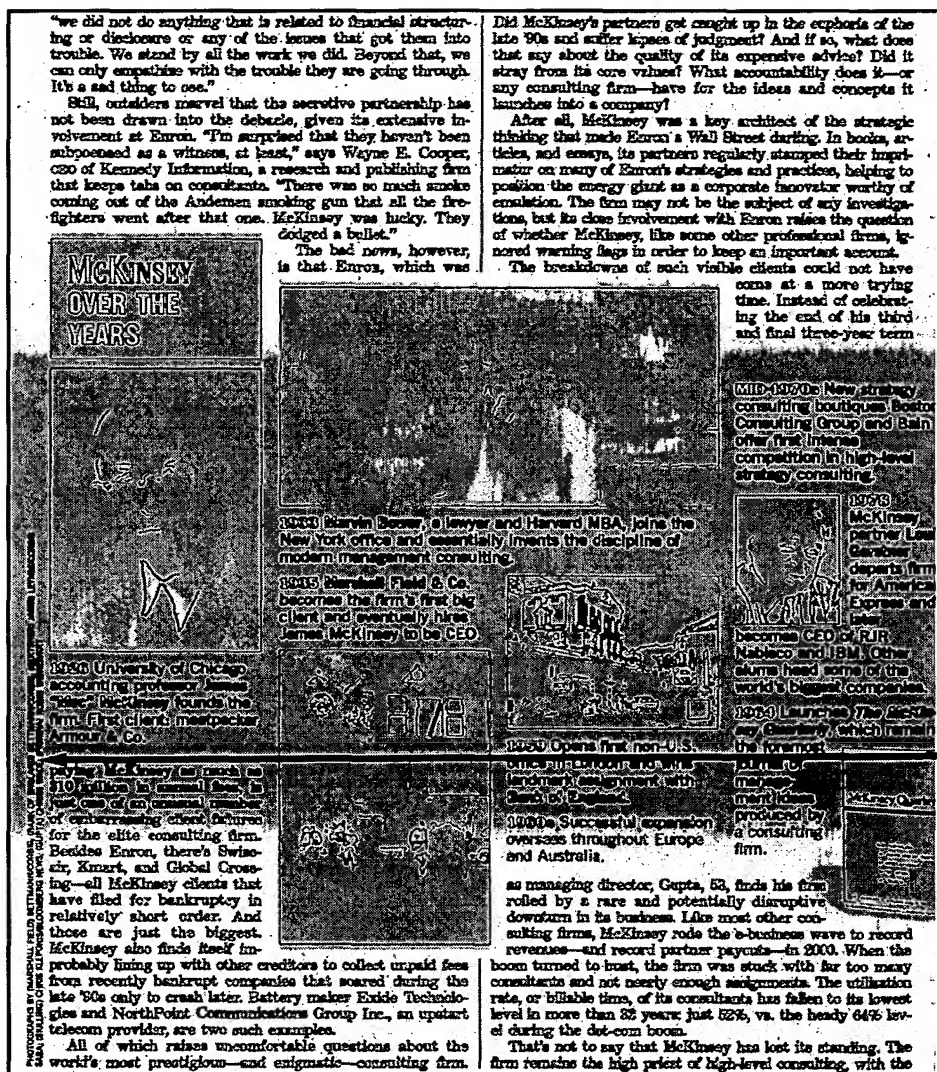 "we did not do anything that is related to financial structur-
ing or disclosure or any of the issues that got them into
trouble. We stand by all the work we did. Beyond that, we
can only empathize with the trouble they are going through.
It's a sad thing to see."
Still, outsiders marvel that the secretive partnership has
not been drawn into the debacle, given its extensive in-
volvement at Enron. "I'm surprised that they haven't been
subpoenaed as a witness, at least," says Wayne E. Cooper,
CEO of Kennedy Information, a research and publishing firm
that keeps tabs on consultants. "There was so much smoke
coming out of the Andersen smoking gun that all the fire-
fighters went after that one. McKinsey was lucky. They
dodged a bullet."
The bad news, however,
is that Enron, which was
paying McKinsey as much as
$10 million in annual fees, is
just one of an unusual number
of embarrassing client failures
for the elite consulting firm.
Besides Enron, there's Swiss-
air, Kmart, and Global Cross-
ing—all McKinsey clients that
have filed for bankruptcy in
relatively short order. And
those are just the biggest.
McKinsey also finds itself im-
probably lining up with other creditors to collect unpaid fees
from recently bankrupt companies that soared during the
late '90s only to crash later. Battery maker Exide Technolo-
gies and NorthPoint Communications Group Inc., an upstart
telecom provider, are two such examples.
All of which raises uncomfortable questions about the
world's most prestigious—and enigmatic—consulting firm.
Did McKinsey's partners get caught up in the euphoria of the
late '90s and suffer lapses of judgment? And if so, what does
that say about the quality of its expensive advice? Did it
stray from its core values? What accountability does it—or
any consulting firm—have for the ideas and concepts it
launches into a company?
After all, McKinsey was a key architect of the strategic
thinking that made Enron a Wall Street darling. In books, ar-
ticles, and essays, its partners regularly stamped their impri-
matur on many of Enron's strategies and practices, helping to
position the energy giant as a corporate innovator worthy of
emulation. The firm may not be the subject of any investiga-
tions, but its close involvement with Enron raises the question
of whether McKinsey, like some other professional firms, ig-
nored warning flags in order to keep an important account.
The breakdowns of such visible clients could not have
come at a more trying
time. Instead of celebrat-
ing the end of his third
and final three-year term
as managing director, Gupta, 53, finds his firm
roiled by a rare and potentially disruptive
downturn in its business. Like most other con-
sulting firms, McKinsey rode the e-business wave to record
revenues—and record partner payouts—in 2000. When the
boom turned to bust, the firm was stuck with far too many
consultants and not nearly enough assignments. The utilization
rate, or billable time, of its consultants has fallen to its lowest
level in more than 32 years: just 52%, vs. the heady 64% lev-
el during the dot-com boom.
That's not to say that McKinsey has lost its standing. The
firm remains the high priest of high-level consulting, with the
MCKINSEY
OVER THE
YEARS
University of Chicago
accounting professor James
"Mac" McKinsey founds the
firm. First client: meatpacker
Armour & Co.
1933 Marvin Bower, a lawyer and Harvard MBA, joins the
New York office and essentially invents the discipline of
modern management consulting.
1935 Marshall Field & Co.
becomes the firm's first big
client and eventually hires
James McKinsey to be CEO.
1959 Opens first non-U.S.
office in London and wins
landmark assignment with
Bank of England.
1960s Successful expansion
overseas throughout Europe
and Australia.
MID-1970s New strategy
consulting boutiques Boston
Consulting Group and Bain
offer first intense
competition in high-level
strategy consulting.
McKinsey
partner Lou
Gerstner
departs firm
for American
Express and
later
becomes CEO of RJR
Nabisco and IBM. Other
alums head some of the
world's biggest companies.
Launches The McKin-
sey Quarterly, which remains
the foremost
journal of
manage-
ment ideas
produced by
a consulting
firm.
McKinsey Quarterly